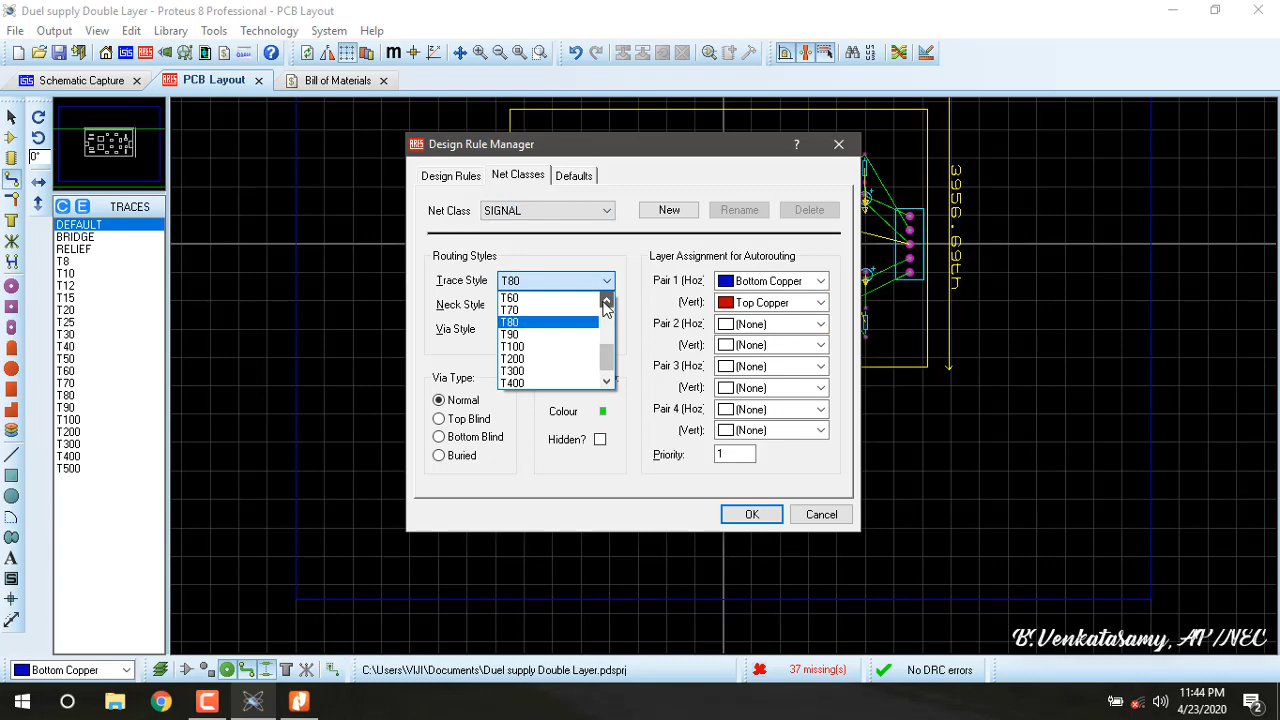 Duel supply Double Layer - Proteus 8 Professional - PCB Layout
File Output View Edit Library Tools Technology System Help
Schematic Capture PCB Layout Bill of Materials
0°
C E TRACES
DEFAULT
BRIDGE
RELIEF
T8
T10
T12
T15
T20
T25
T30
T40
T50
T60
T70
T80
T90
T100
T200
T300
T400
T500
Design Rule Manager ?
Design Rules Net Classes Defaults
Net Class SIGNAL New Rename Delete
Routing Styles
Trace Style T80
T60
T70
T80
T90
T100
T200
T300
T400
Neck Style
Via Style
Via Type:
Normal
Top Blind
Bottom Blind
Buried
Colour
Hidden?
Layer Assignment for Autorouting
Pair 1 (Hoz) Bottom Copper
(Vert) Top Copper
Pair 2 (Hoz) (None)
(Vert) (None)
Pair 3 (Hoz) (None)
(Vert) (None)
Pair 4 (Hoz) (None)
(Vert) (None)
Priority: 1
OK Cancel
3956.69th
B.Venkatasamy, AP/NEC
Bottom Copper C:\Users\VIJI\Documents\Duel supply Double Layer.pdsprj 37 missing(s) No DRC errors
11:44 PM
4/23/2020
2